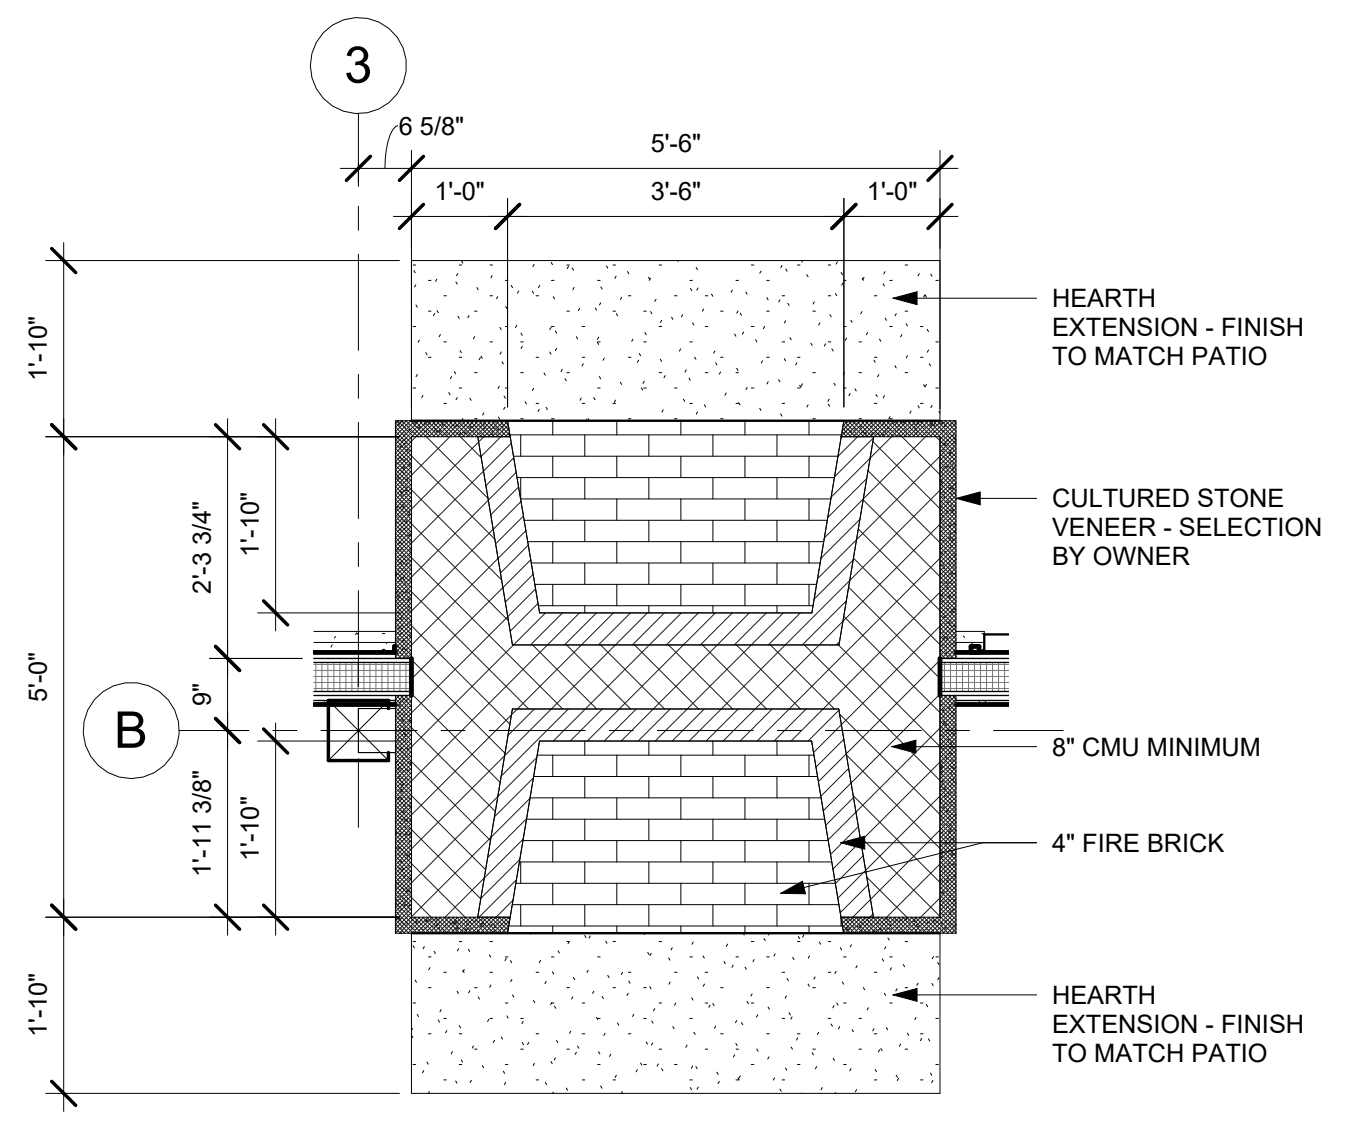 3
6 5/8"
5'-6"
1'-0"
3'-6"
1'-0"
1'-10"
HEARTH
EXTENSION - FINISH
TO MATCH PATIO
2'-3 3/4"
1'-10"
CULTURED STONE
VENEER - SELECTION
BY OWNER
5'-0"
9"
B
8" CMU MINIMUM
1'-11 3/8"
1'-10"
4" FIRE BRICK
1'-10"
HEARTH
EXTENSION - FINISH
TO MATCH PATIO